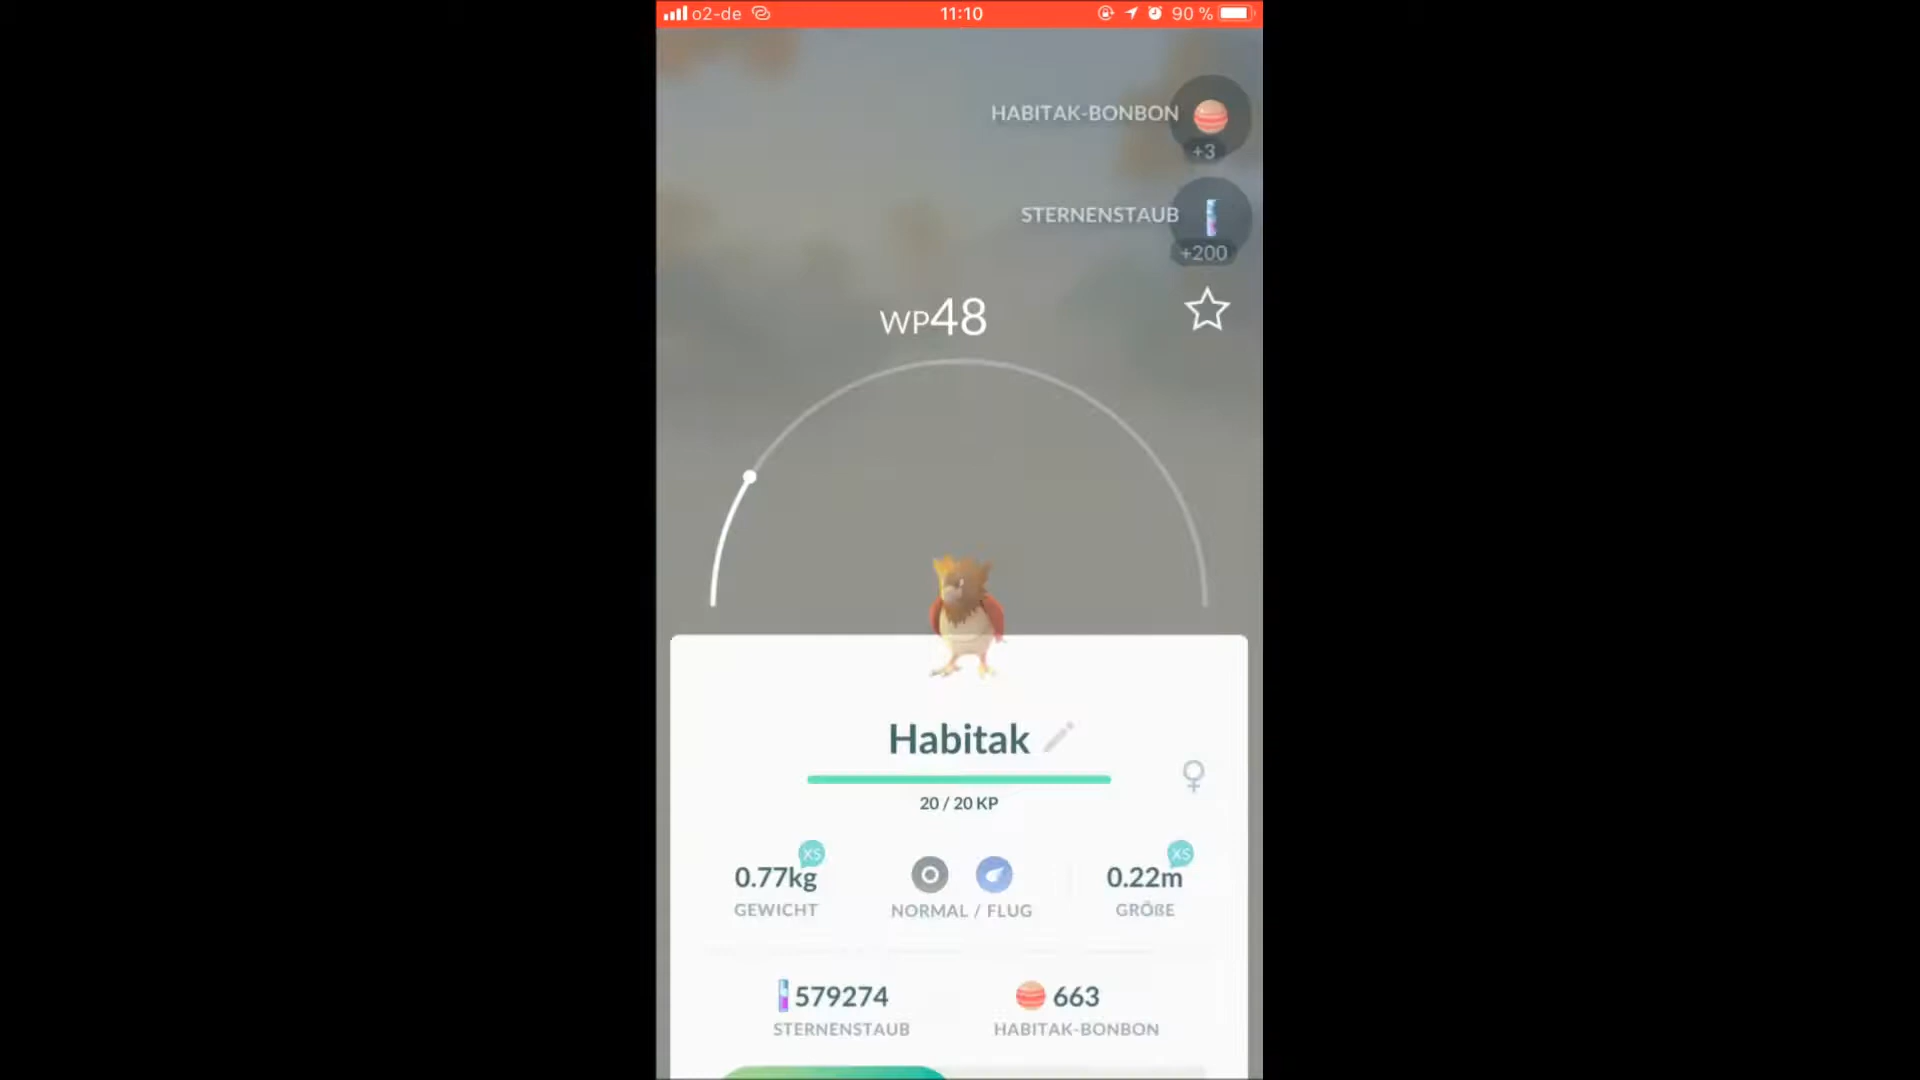 o2-de 11:10 90 %
HABITAK-BONBON
+3
STERNENSTAUB
+200
WP48
Habitak
20 / 20 KP
XS XS
0.77kg 0.22m
GEWICHT NORMAL / FLUG GRÖßE
579274 663
STERNENSTAUB HABITAK-BONBON